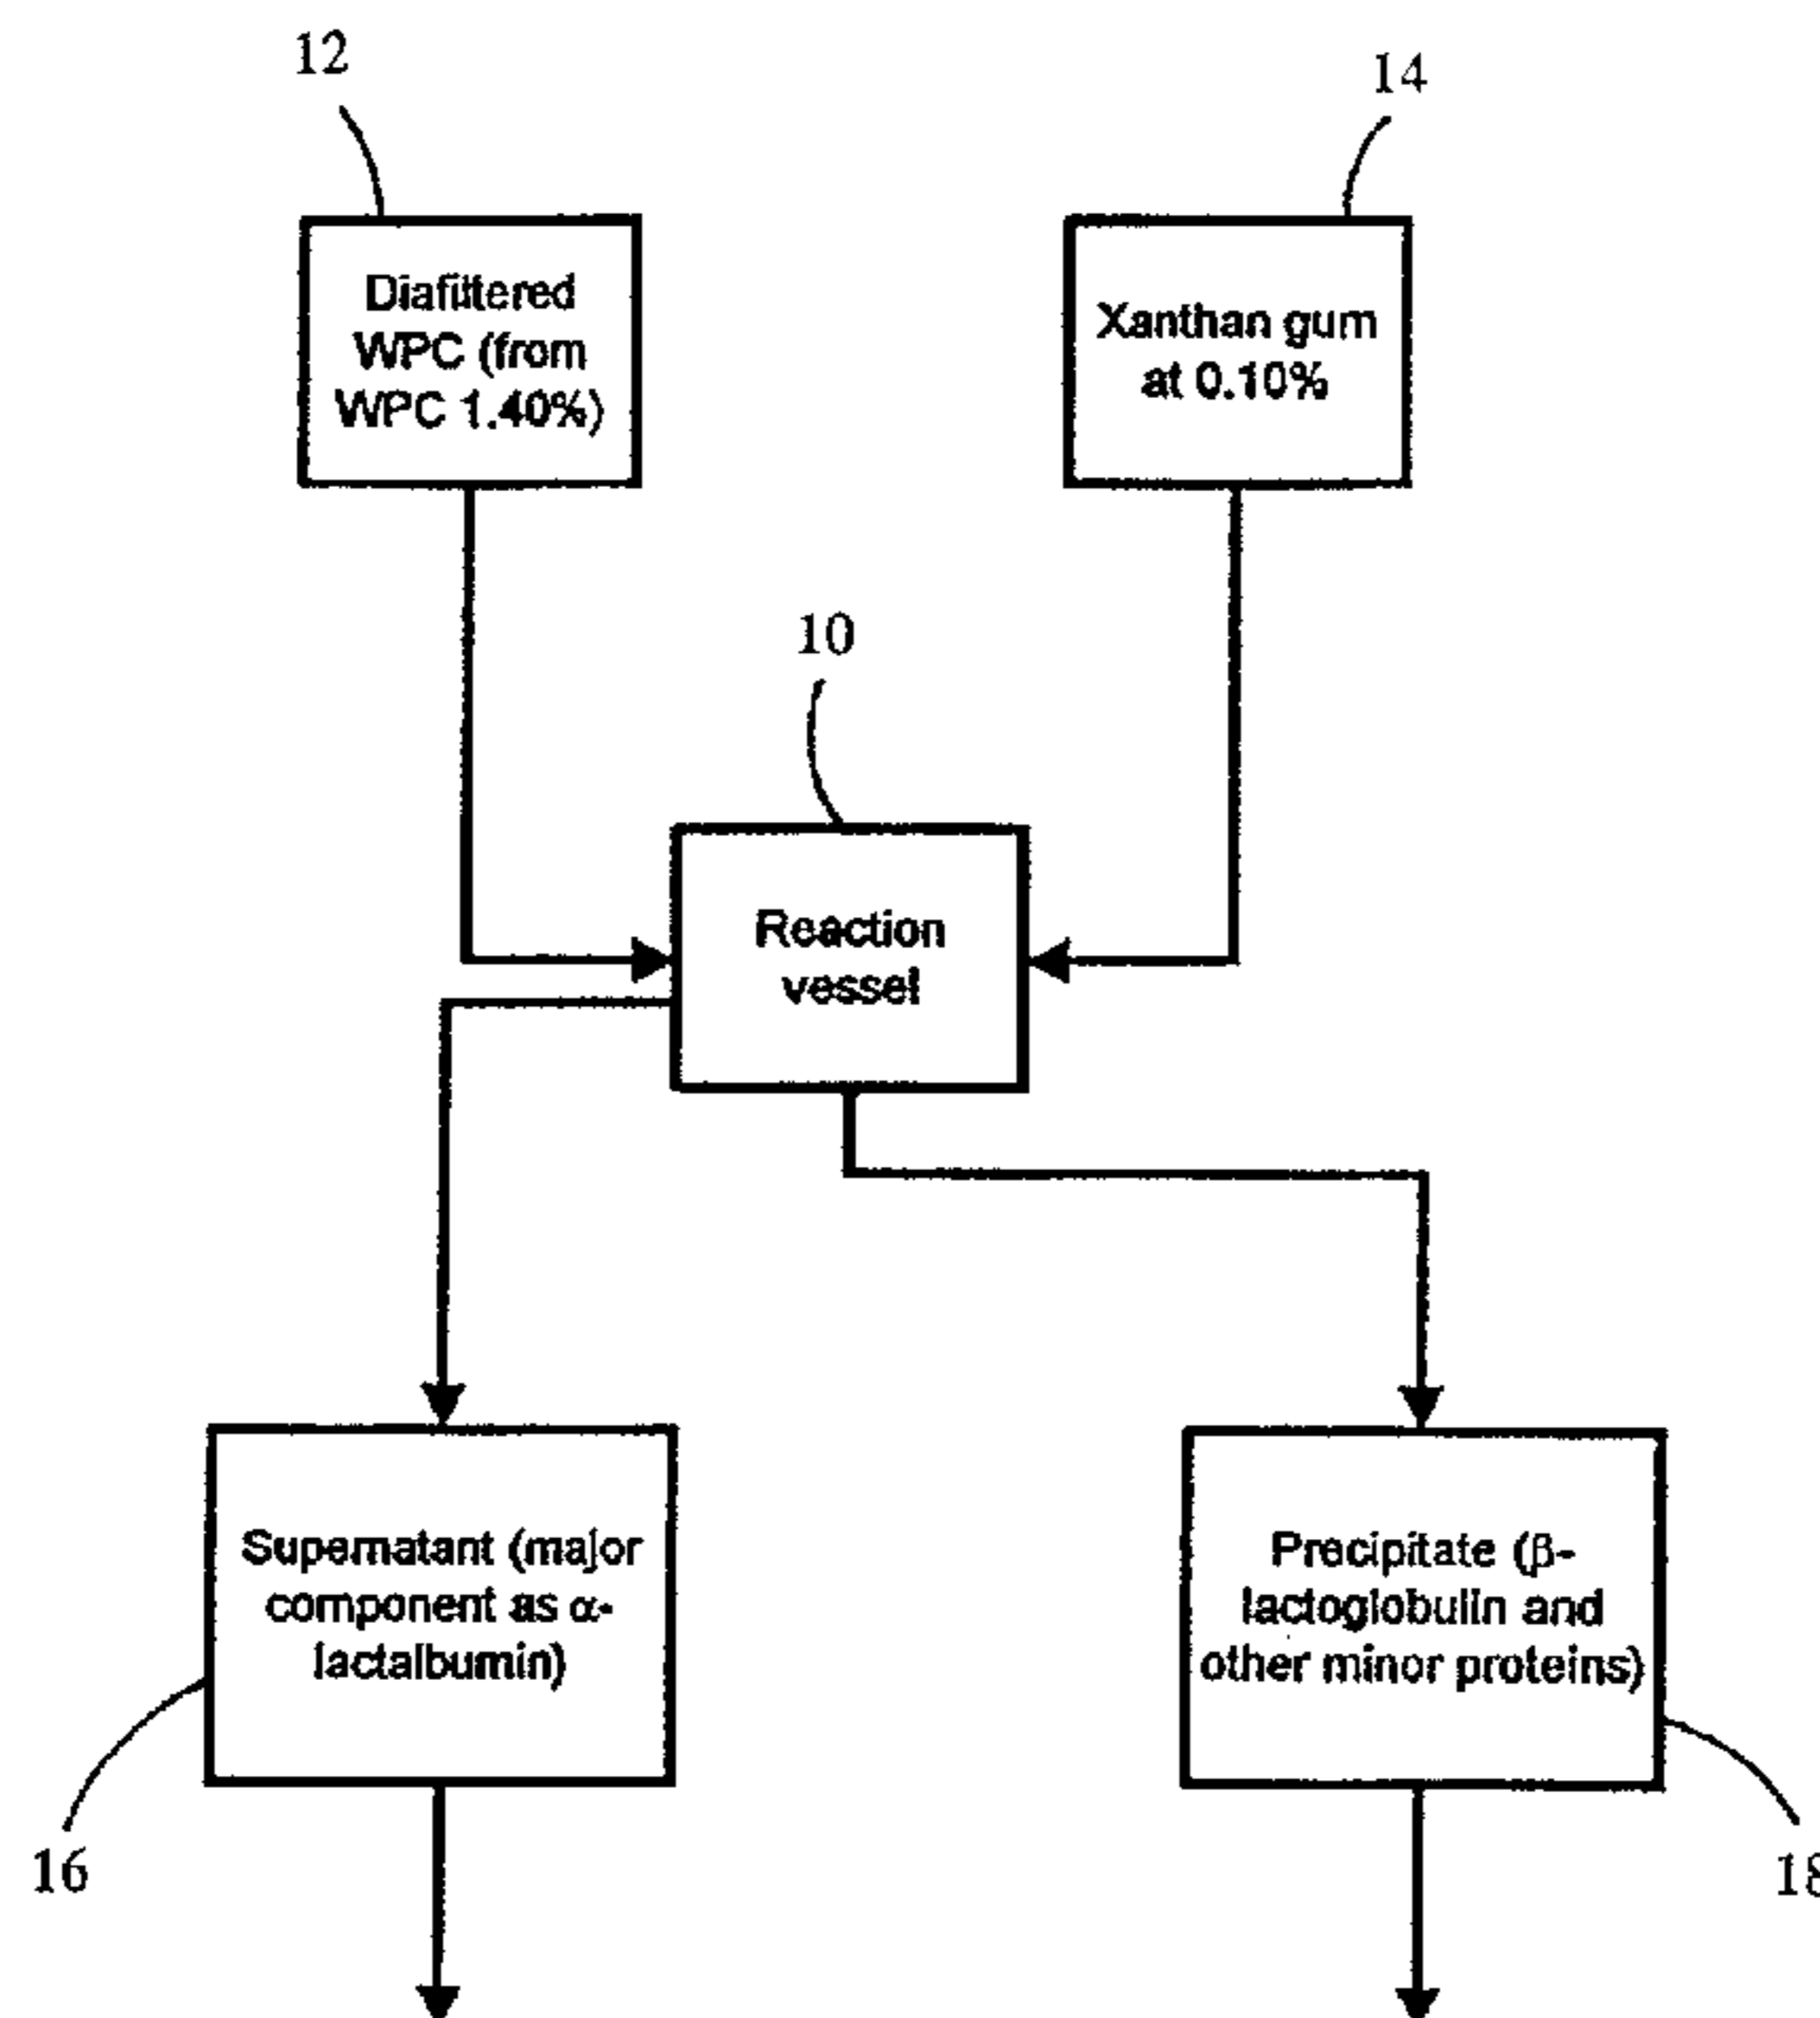 12
14
Diafiltered
WPC (from
WPC 1.40%)
Xanthan gum
at 0.10%
10
Reaction
vessel
Supernatant (major
component as α-
lactalbumin)
Precipitate (β-
lactoglobulin and
other minor proteins)
16
18